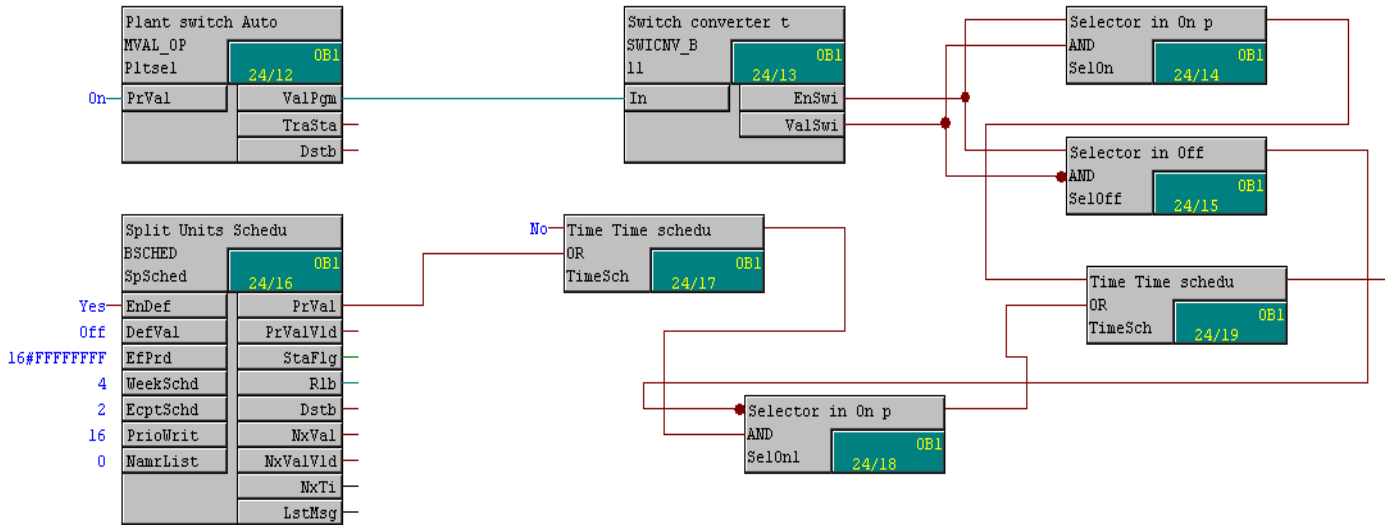 Plant switch Auto
MVAL_OP
Pltsel
OB1
24/12
On
PrVal
ValPgm
TraSta
Dstb
Switch converter t
SWICNV_B
11
OB1
24/13
In
EnSwi
ValSwi
Selector in On p
AND
SelOn
OB1
24/14
Selector in Off
AND
SelOff
OB1
24/15
Split Units Schedu
BSCHED
SpSched
OB1
24/16
Yes
EnDef
PrVal
Off
DefVal
PrValVld
16#FFFFFFFF
EfPrd
StaFlg
4
WeekSchd
Rlb
2
EcptSchd
Dstb
16
PrioWrit
NxVal
0
NamrList
NxValVld
NxTi
LstMsg
No
Time Time schedu
OR
TimeSch
OB1
24/17
Time Time schedu
OR
TimeSch
OB1
24/19
Selector in On p
AND
SelOn1
OB1
24/18